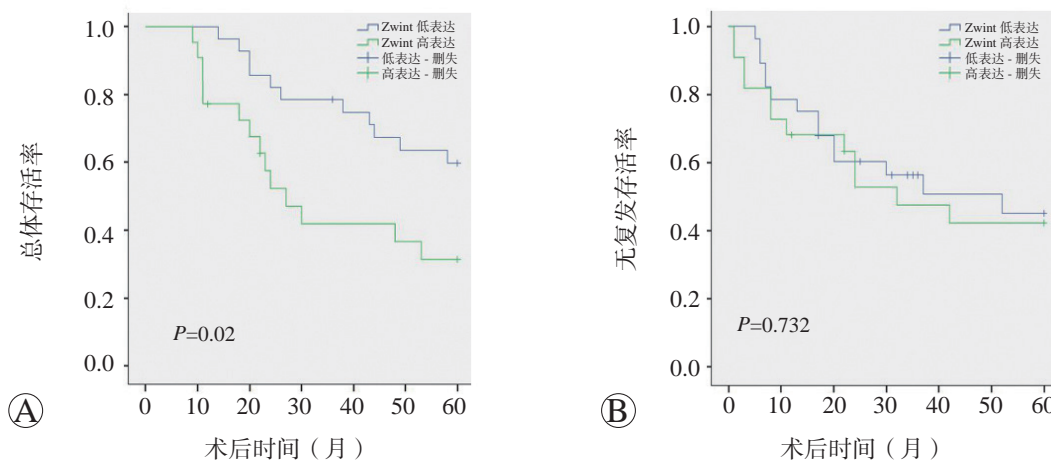 Zwint 低表达
Zwint 高表达
低表达 - 删失
高表达 - 删失
1.0
0.8
0.6
0.4
0.2
0.0
总体存活率
P=0.02
0 10 20 30 40 50 60
术后时间（月）
A
Zwint 低表达
Zwint 高表达
低表达 - 删失
高表达 - 删失
1.0
0.8
0.6
0.4
0.2
0.0
无复发存活率
P=0.732
0 10 20 30 40 50 60
术后时间（月）
B